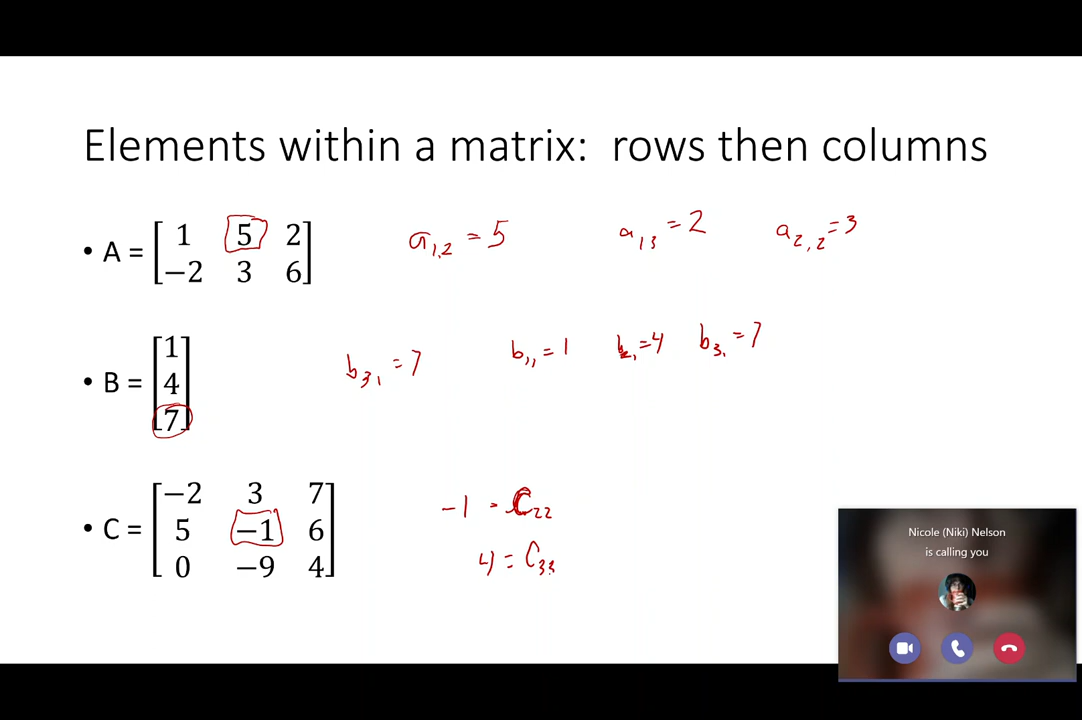 Elements within a matrix: rows then columns
• A = [1 5 2
−2 3 6]
a1,2 = 5 a13 = 2 a2,2 = 3
• B = [1
4
7]
b31 = 7 b11 = 1 b21 = 4 b31 = 7
• C = [−2 3 7
5 −1 6
0 −9 4]
-1 = C22
4 = C33
Nicole (Niki) Nelson
is calling you